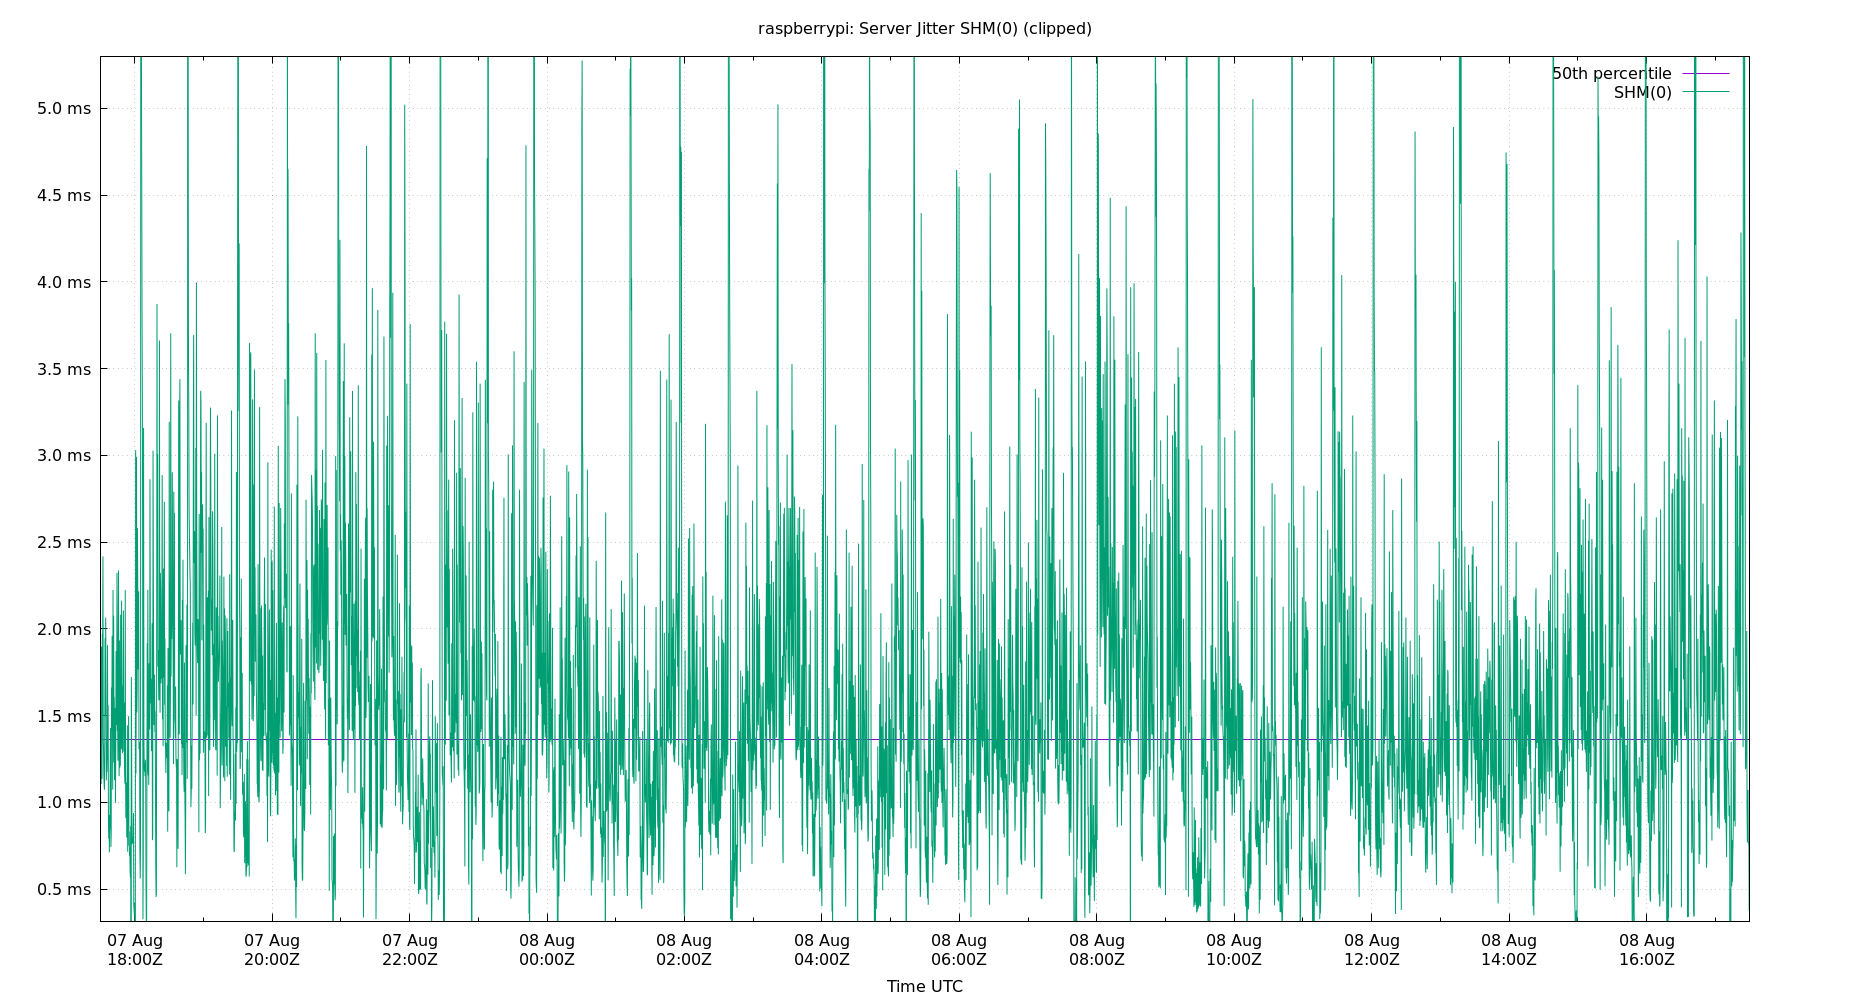 raspberrypi: Server Jitter SHM(0) (clipped)
50th percentile
SHM(0)
5.0 ms
4.5 ms
4.0 ms
3.5 ms
3.0 ms
2.5 ms
2.0 ms
1.5 ms
1.0 ms
0.5 ms
07 Aug 07 Aug 07 Aug 08 Aug 08 Aug 08 Aug 08 Aug 08 Aug 08 Aug 08 Aug 08 Aug 08 Aug
18:00Z 20:00Z 22:00Z 00:00Z 02:00Z 04:00Z 06:00Z 08:00Z 10:00Z 12:00Z 14:00Z 16:00Z
Time UTC